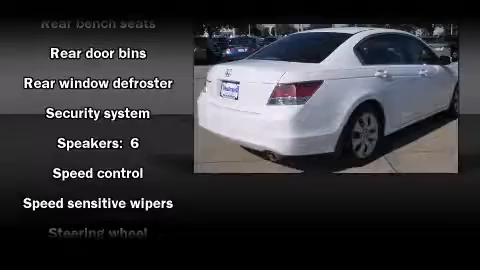 Rear bench seats
Rear door bins
Rear window defroster
Security system
Speakers:  6
Speed control
Speed sensitive wipers
Steering wheel